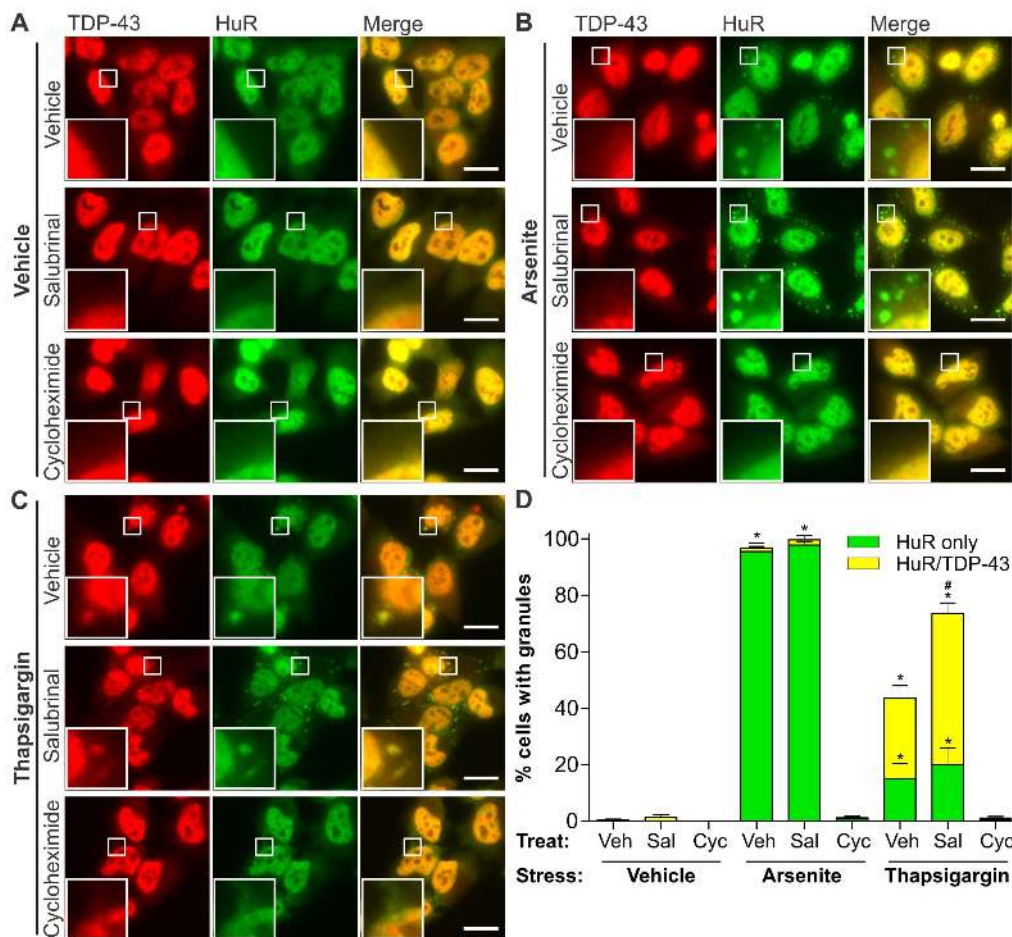 A TDP-43 HuR Merge
Vehicle
Vehicle
Salubrinal
Cycloheximide
B TDP-43 HuR Merge
Arsenite
Vehicle
Salubrinal
Cycloheximide
C
Thapsigargin
Vehicle
Salubrinal
Cycloheximide
D
% cells with granules
100
80
60
40
20
0
HuR only
HuR/TDP-43
* * * * # * *
Treat: Veh Sal Cyc Veh Sal Cyc Veh Sal Cyc
Stress: Vehicle Arsenite Thapsigargin